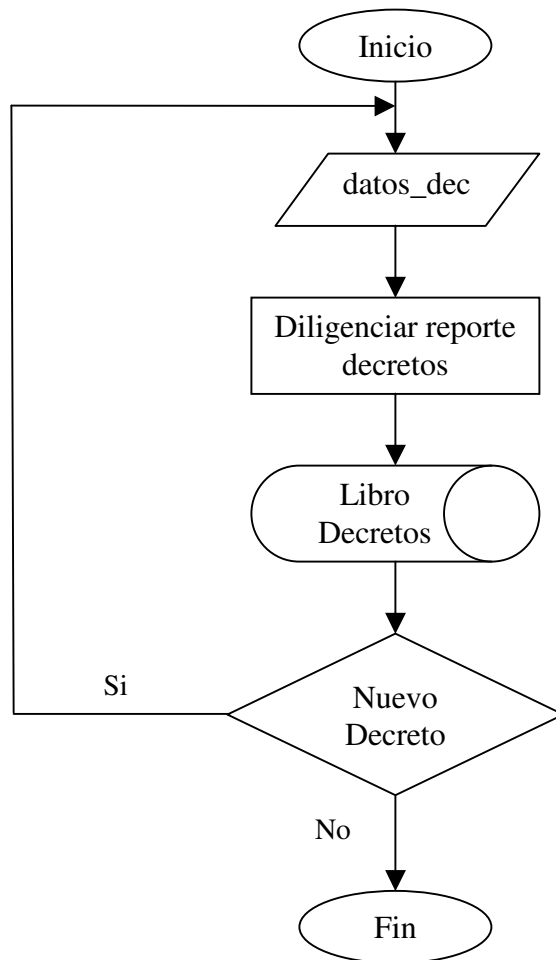 Inicio
datos_dec
Diligenciar reporte
decretos
Libro
Decretos
Si
Nuevo
Decreto
No
Fin